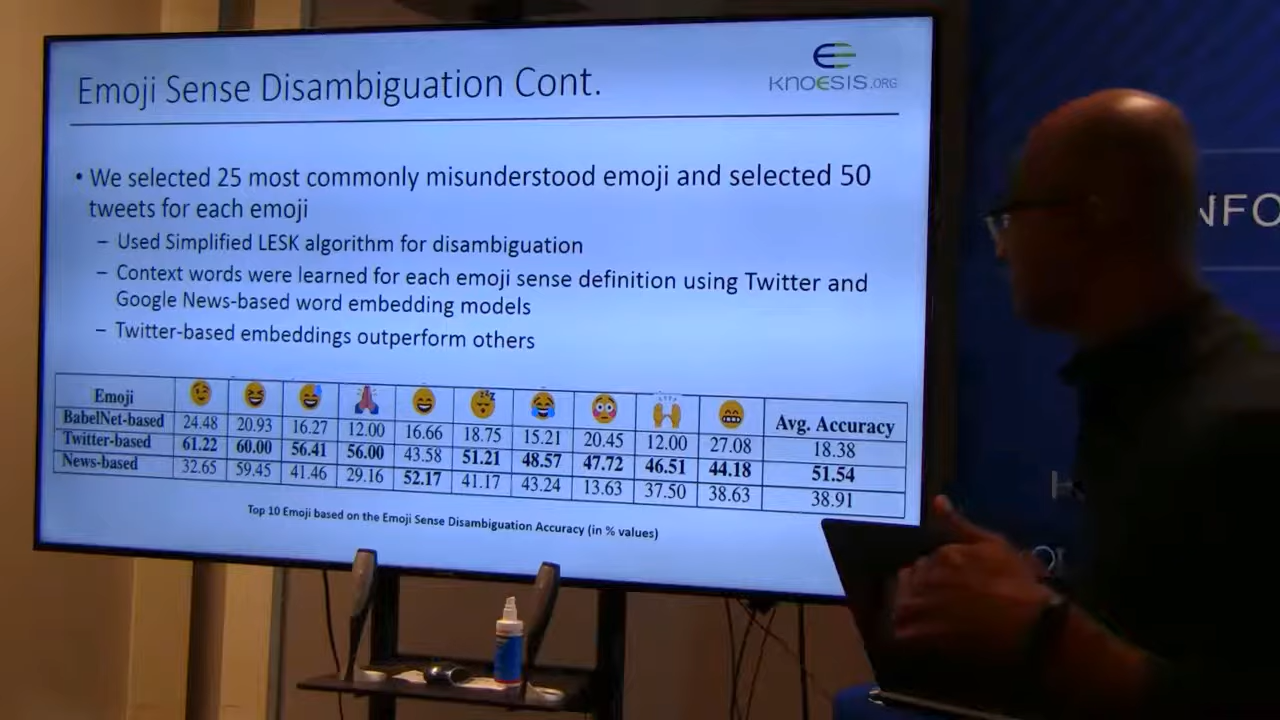 Emoji Sense Disambiguation Cont.
KNOESIS.ORG
• We selected 25 most commonly misunderstood emoji and selected 50
tweets for each emoji
– Used Simplified LESK algorithm for disambiguation
– Context words were learned for each emoji sense definition using Twitter and
Google News-based word embedding models
– Twitter-based embeddings outperform others
Emoji 😉 😆 😅 🙏 😄 😴 😂 😳 🙌 😁 Avg. Accuracy
BabelNet-based 24.48 20.93 16.27 12.00 16.66 18.75 15.21 20.45 12.00 27.08 18.38
Twitter-based 61.22 60.00 56.41 56.00 43.58 51.21 48.57 47.72 46.51 44.18 51.54
News-based 32.65 59.45 41.46 29.16 52.17 41.17 43.24 13.63 37.50 38.63 38.91
Top 10 Emoji based on the Emoji Sense Disambiguation Accuracy (in % values)
NFO